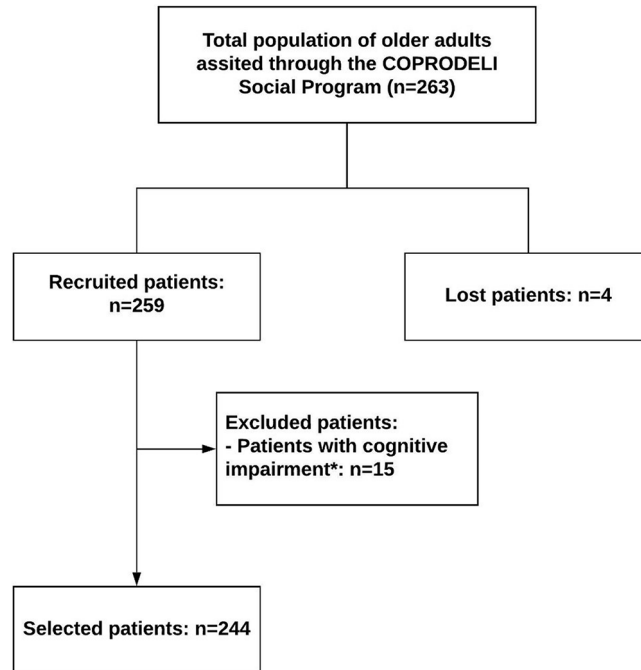 Total population of older adults
assited through the COPRODELI
Social Program (n=263)
Recruited patients:
n=259
Lost patients: n=4
Excluded patients:
- Patients with cognitive
impairment*: n=15
Selected patients: n=244